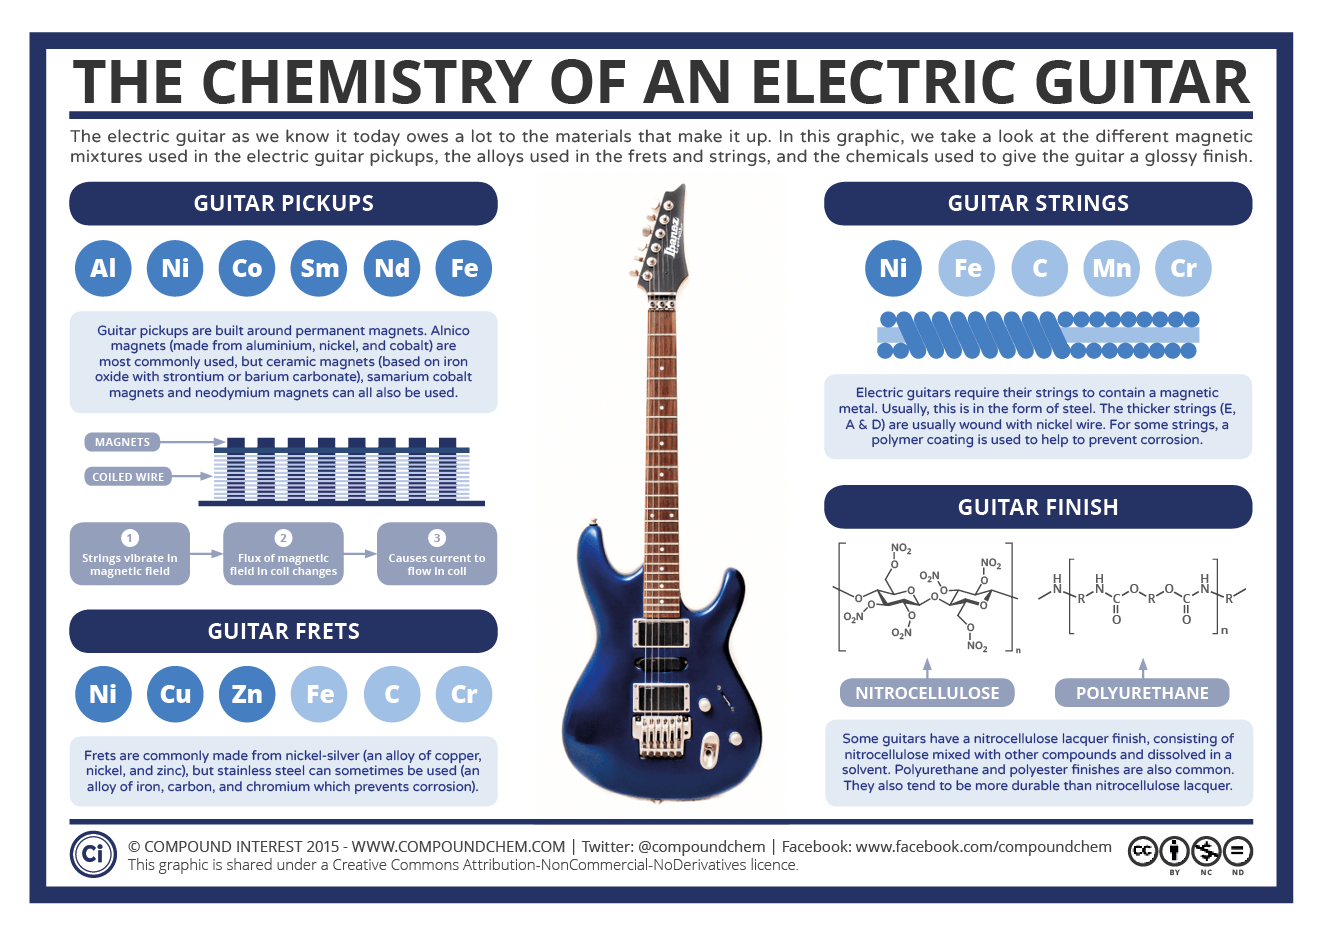 THE CHEMISTRY OF AN ELECTRIC GUITAR
The electric guitar as we know it today owes a lot to the materials that make it up. In this graphic, we take a look at the different magnetic
mixtures used in the electric guitar pickups, the alloys used in the frets and strings, and the chemicals used to give the guitar a glossy finish.
GUITAR PICKUPS
Al Ni Co Sm Nd Fe
Guitar pickups are built around permanent magnets. Alnico
magnets (made from aluminium, nickel, and cobalt) are
most commonly used, but ceramic magnets (based on iron
oxide with strontium or barium carbonate), samarium cobalt
magnets and neodymium magnets can all also be used.
MAGNETS
COILED WIRE
1
Strings vibrate in
magnetic field
2
Flux of magnetic
field in coil changes
3
Causes current to
flow in coil
GUITAR FRETS
Ni Cu Zn Fe C Cr
Frets are commonly made from nickel-silver (an alloy of copper,
nickel, and zinc), but stainless steel can sometimes be used (an
alloy of iron, carbon, and chromium which prevents corrosion).
Ibanez
GUITAR STRINGS
Ni Fe C Mn Cr
Electric guitars require their strings to contain a magnetic
metal. Usually, this is in the form of steel. The thicker strings (E,
A & D) are usually wound with nickel wire. For some strings, a
polymer coating is used to help to prevent corrosion.
GUITAR FINISH
NO2
O
NO2
O2N
O
O
O
O
O
O2N
O
O
O
O2N
O
NO2
n
H
N
R
H
N
C
O
O
R
O
C
O
H
N
R
n
NITROCELLULOSE
POLYURETHANE
Some guitars have a nitrocellulose lacquer finish, consisting of
nitrocellulose mixed with other compounds and dissolved in a
solvent. Polyurethane and polyester finishes are also common.
They also tend to be more durable than nitrocellulose lacquer.
Ci
© COMPOUND INTEREST 2015 - WWW.COMPOUNDCHEM.COM | Twitter: @compoundchem | Facebook: www.facebook.com/compoundchem
This graphic is shared under a Creative Commons Attribution-NonCommercial-NoDerivatives licence.
cc
BY NC ND